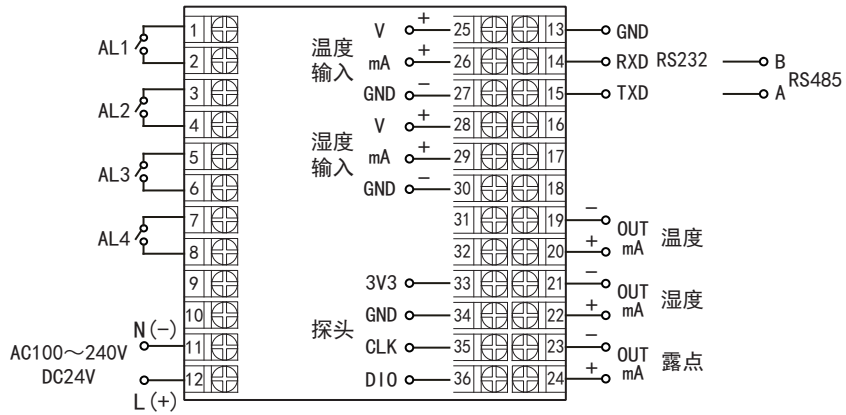 AL1
AL2
AL3
AL4
N(−)
AC100～240V
DC24V
L(+)
1
2
3
4
5
6
7
8
9
10
11
12
温度
输入
V +
mA +
GND −
湿度
输入
V +
mA +
GND −
探头
3V3
GND
CLK
DIO
25
26
27
28
29
30
31
32
33
34
35
36
13
14
15
16
17
18
19
20
21
22
23
24
GND
RXD RS232
TXD
B
A
RS485
−
+
OUT
mA
温度
−
+
OUT
mA
湿度
−
+
OUT
mA
露点